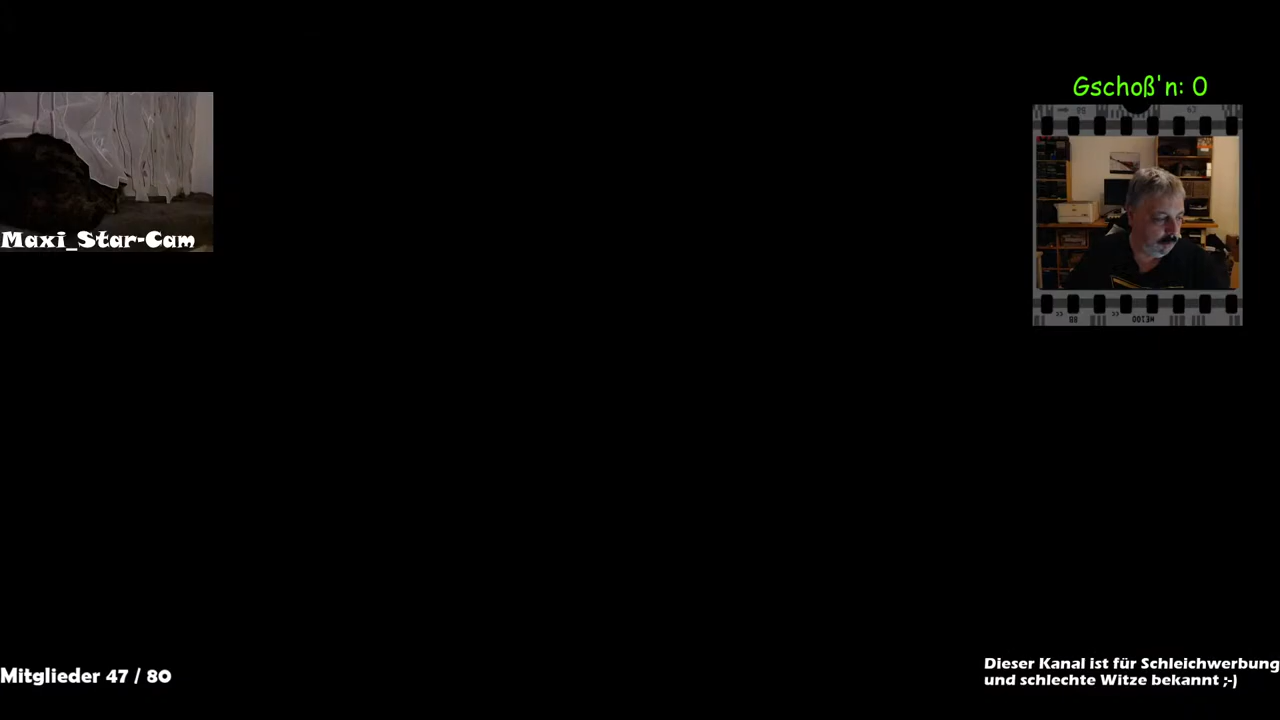 Gschoß'n: 0
Maxi_Star-Cam
Mitglieder 47 / 80
Dieser Kanal ist für Schleichwerbung
und schlechte Witze bekannt ;-)